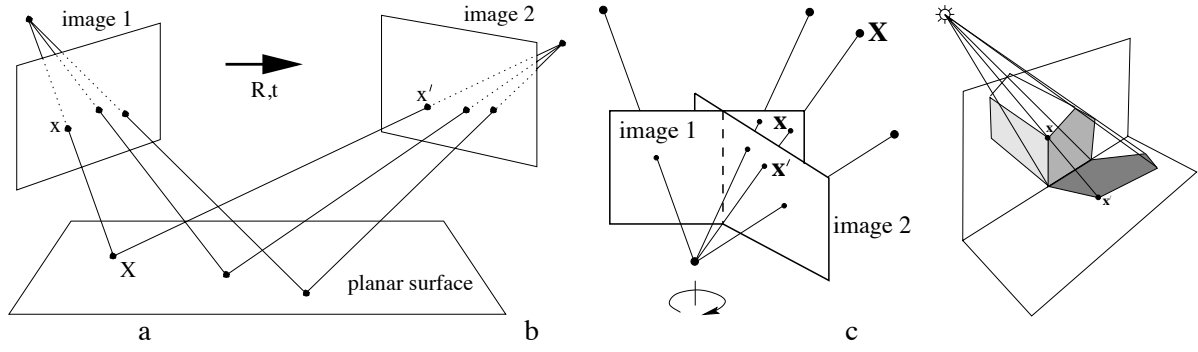 image 1
image 2
R,t
x
x′
X
planar surface
a
b
image 1
x
X
x′
image 2
c
x
x′